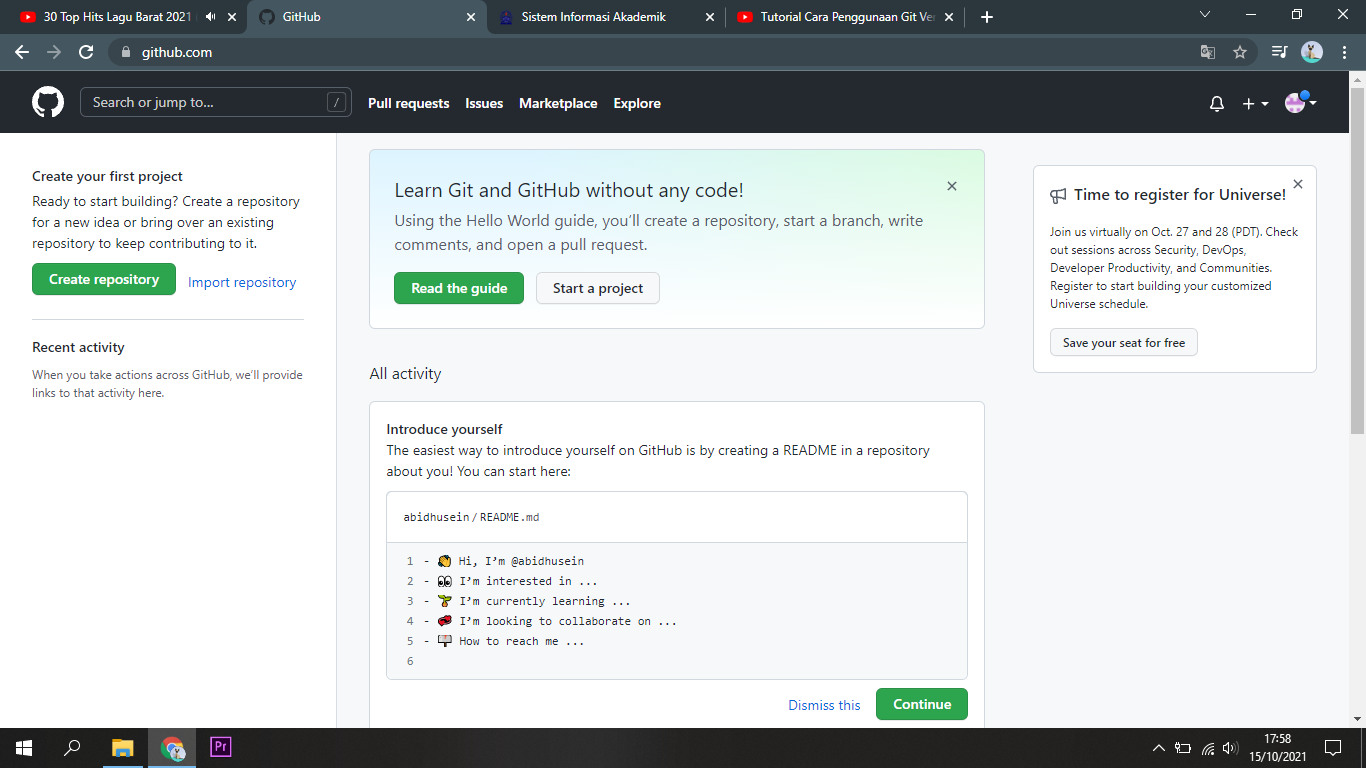 30 Top Hits Lagu Barat 2021
GitHub
Sistem Informasi Akademik
Tutorial Cara Penggunaan Git Ver
github.com
Search or jump to...
/
Pull requests
Issues
Marketplace
Explore
Create your first project
Ready to start building? Create a repository
for a new idea or bring over an existing
repository to keep contributing to it.
Create repository
Import repository
Recent activity
When you take actions across GitHub, we'll provide
links to that activity here.
Learn Git and GitHub without any code!
Using the Hello World guide, you'll create a repository, start a branch, write
comments, and open a pull request.
Read the guide
Start a project
All activity
Introduce yourself
The easiest way to introduce yourself on GitHub is by creating a README in a repository
about you! You can start here:
abidhusein/README.md
1 - 👋 Hi, I'm @abidhusein
2 - 👀 I'm interested in ...
3 - 🌱 I'm currently learning ...
4 - 💞️ I'm looking to collaborate on ...
5 - 📫 How to reach me ...
6
Dismiss this
Continue
Time to register for Universe!
Join us virtually on Oct. 27 and 28 (PDT). Check
out sessions across Security, DevOps,
Developer Productivity, and Communities.
Register to start building your customized
Universe schedule.
Save your seat for free
Pr
17:58
15/10/2021